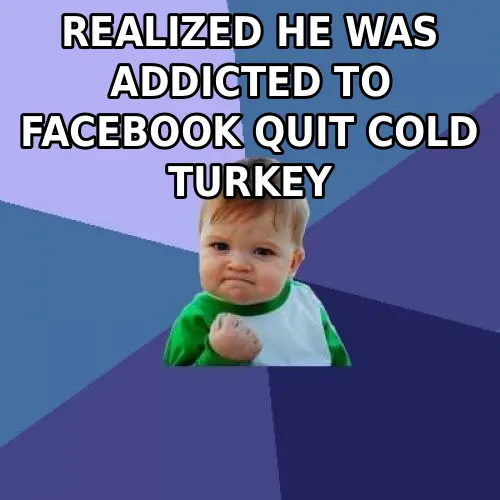 REALIZED HE WAS
ADDICTED TO
FACEBOOK QUIT COLD
TURKEY